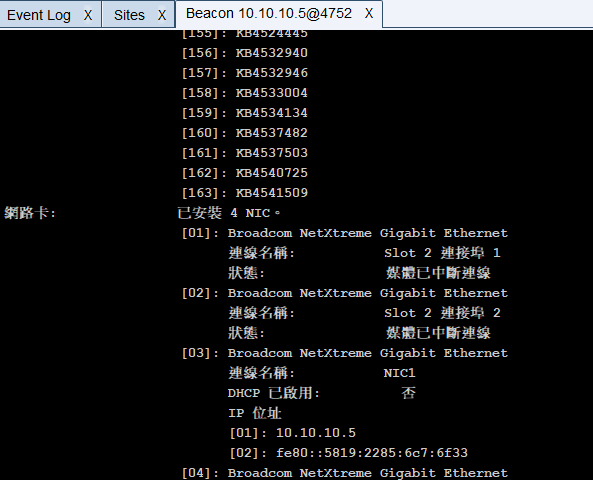 Event Log X Sites X Beacon 10.10.10.5@4752 X
[155]: KB4524445
[156]: KB4532940
[157]: KB4532946
[158]: KB4533004
[159]: KB4534134
[160]: KB4537482
[161]: KB4537503
[162]: KB4540725
[163]: KB4541509
網路卡: 已安裝 4 NIC。
[01]: Broadcom NetXtreme Gigabit Ethernet
連線名稱: Slot 2 連接埠 1
狀態: 媒體已中斷連線
[02]: Broadcom NetXtreme Gigabit Ethernet
連線名稱: Slot 2 連接埠 2
狀態: 媒體已中斷連線
[03]: Broadcom NetXtreme Gigabit Ethernet
連線名稱: NIC1
DHCP 已啟用: 否
IP 位址
[01]: 10.10.10.5
[02]: fe80::5819:2285:6c7:6f33
[04]: Broadcom NetXtreme Gigabit Ethernet